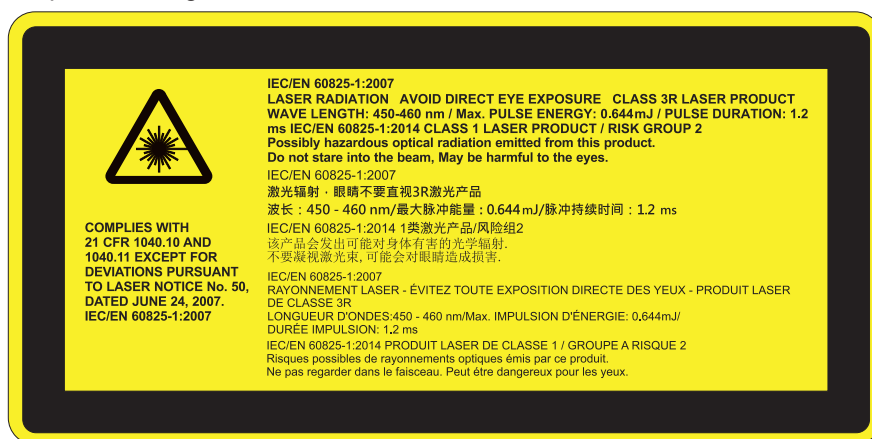 COMPLIES WITH
21 CFR 1040.10 AND
1040.11 EXCEPT FOR
DEVIATIONS PURSUANT
TO LASER NOTICE No. 50,
DATED JUNE 24, 2007.
IEC/EN 60825-1:2007
IEC/EN 60825-1:2007
LASER RADIATION AVOID DIRECT EYE EXPOSURE CLASS 3R LASER PRODUCT
WAVE LENGTH: 450-460 nm / Max. PULSE ENERGY: 0.644mJ / PULSE DURATION: 1.2
ms IEC/EN 60825-1:2014 CLASS 1 LASER PRODUCT / RISK GROUP 2
Possibly hazardous optical radiation emitted from this product.
Do not stare into the beam, May be harmful to the eyes.
IEC/EN 60825-1:2007
激光辐射，眼睛不要直视3R激光产品
波长：450 - 460 nm/最大脉冲能量：0.644 mJ/脉冲持续时间：1.2 ms
IEC/EN 60825-1:2014 1类激光产品/风险组2
该产品会发出可能对身体有害的光学辐射.
不要凝视激光束, 可能会对眼睛造成损害.
IEC/EN 60825-1:2007
RAYONNEMENT LASER - ÉVITEZ TOUTE EXPOSITION DIRECTE DES YEUX - PRODUIT LASER
DE CLASSE 3R
LONGUEUR D'ONDES:450 - 460 nm/Max. IMPULSION D'ÉNERGIE: 0.644mJ/
DURÉE IMPULSION: 1.2 ms
IEC/EN 60825-1:2014 PRODUIT LASER DE CLASSE 1 / GROUPE A RISQUE 2
Risques possibles de rayonnements optiques émis par ce produit.
Ne pas regarder dans le faisceau. Peut étre dangereux pour les yeux.